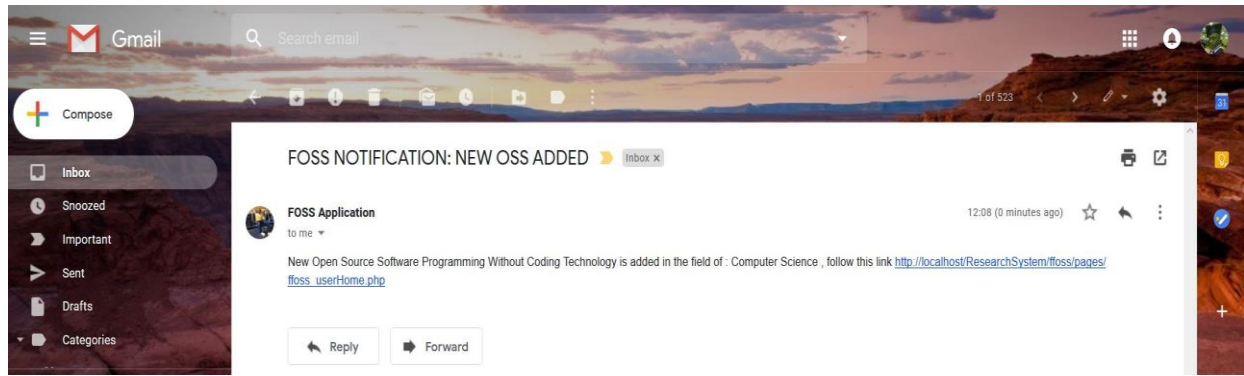 Gmail
Search email
Compose
1 of 523
31
FOSS NOTIFICATION: NEW OSS ADDED
Inbox x
Inbox
Snoozed
FOSS Application
12:08 (0 minutes ago)
to me
Important
New Open Source Software Programming Without Coding Technology is added in the field of : Computer Science , follow this link http://localhost/ResearchSystem/ffoss/pages/
ffoss_userHome.php
Sent
Drafts
Categories
Reply
Forward